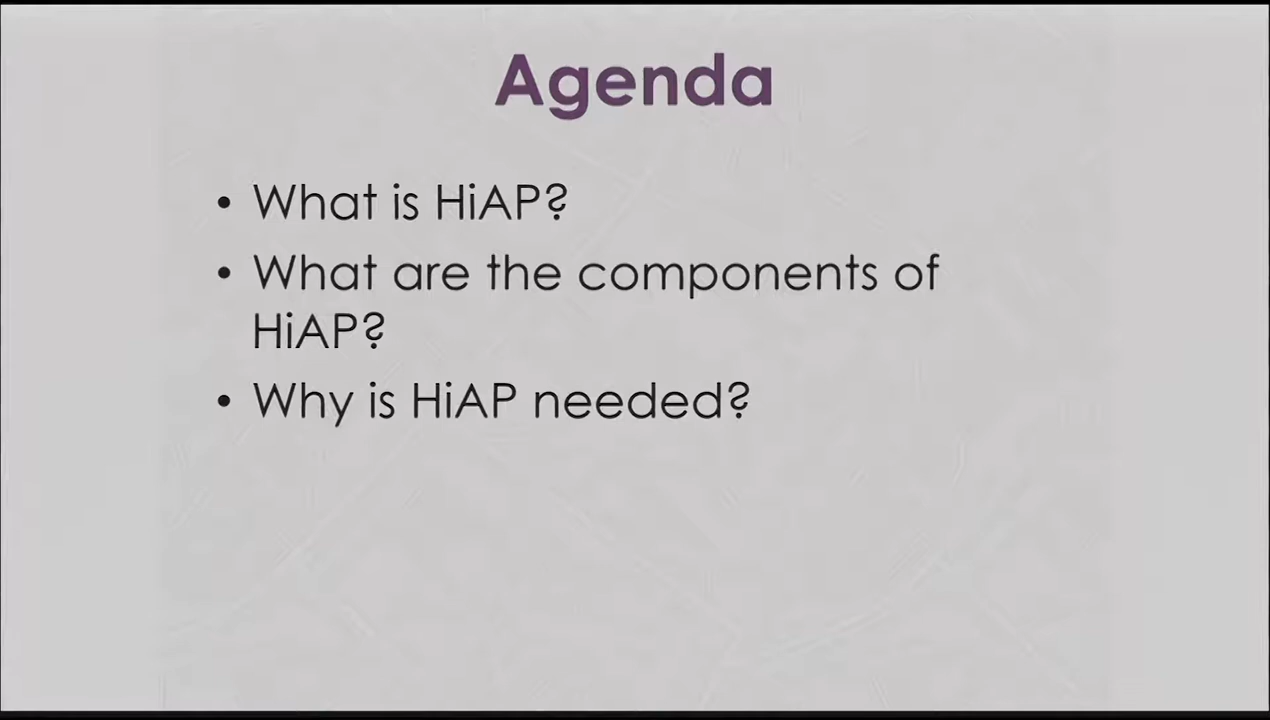 Agenda
• What is HiAP?
• What are the components of
HiAP?
• Why is HiAP needed?